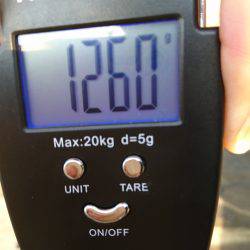 1260
Max:20kg d=5g
UNIT TARE
ON/OFF